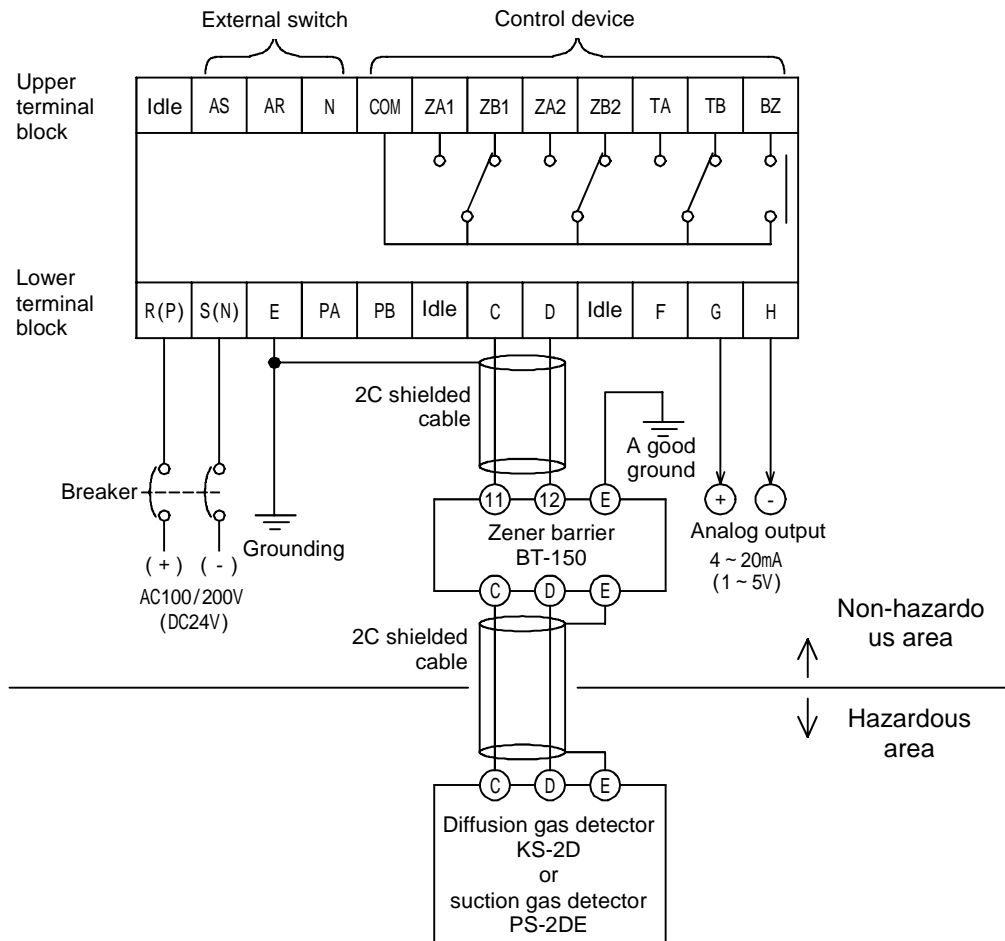 External switch
Control device
Upper
terminal
block
Idle AS AR N COM ZA1 ZB1 ZA2 ZB2 TA TB BZ
Lower
terminal
block
R(P) S(N) E PA PB Idle C D Idle F G H
2C shielded
cable
A good
ground
Breaker
Grounding
11 12 E
Zener barrier
BT-150
C D E
+ -
Analog output
4 ~ 20mA
(1 ~ 5V)
(+) (-)
AC100/200V
(DC24V)
2C shielded
cable
Non-hazardo
us area
Hazardous
area
C D E
Diffusion gas detector
KS-2D
or
suction gas detector
PS-2DE